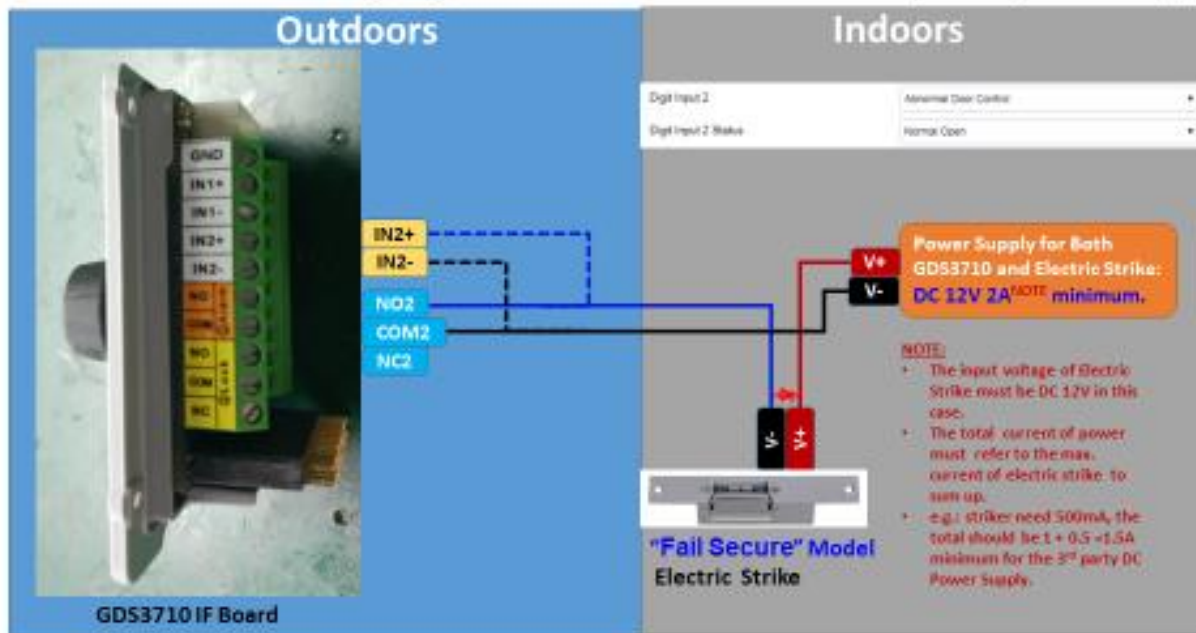 Outdoors
Indoors
Digit Input 2
Abnormal Door Control
Digit Input 2 Status
Normal Open
GND
IN1+
IN1-
IN2+
IN2-
NO
COM
NO
COM
NC
IN2+
IN2-
NO2
COM2
NC2
V+
V-
Power Supply for Both
GDS3710 and Electric Strike:
DC 12V 2A NOTE minimum.
NOTE:
• The input voltage of Electric
Strike must be DC 12V in this
case.
• The total current of power
must refer to the max.
current of electric strike to
sum up.
• e.g.: striker need 500mA, the
total should be 1 + 0.5 =1.5A
minimum for the 3rd party DC
Power Supply.
V-
V+
"Fail Secure" Model
Electric Strike
GDS3710 IF Board